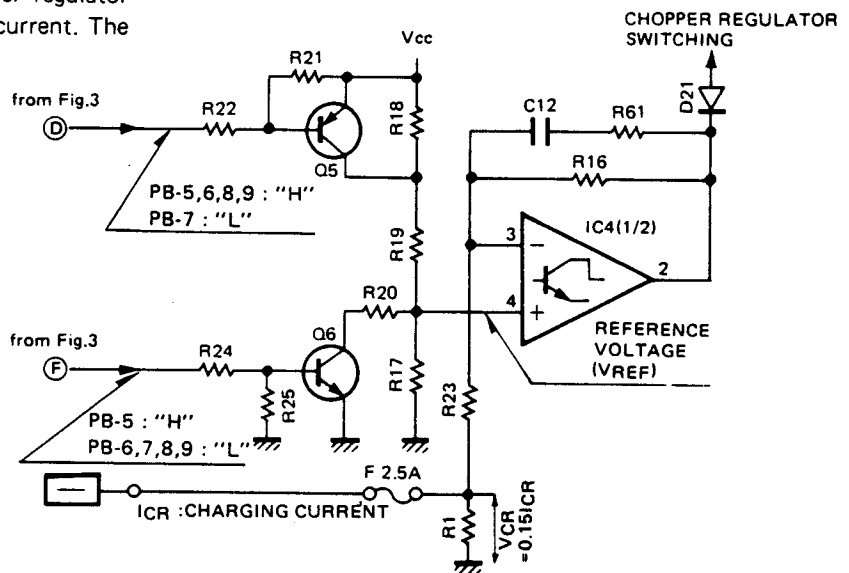 er regulator
current. The
CHOPPER REGULATOR
SWITCHING
Vcc
R21
from Fig.3
D
R22
R18
C12
R61
D21
Q5
R16
PB-5,6,8,9 : "H"
PB-7 : "L"
R19
IC4(1/2)
3
−
2
R20
4
+
from Fig.3
F
R24
Q6
REFERENCE
VOLTAGE
(VREF)
R25
R17
R23
PB-5 : "H"
PB-6,7,8,9 : "L"
F 2.5A
−
ICR :CHARGING CURRENT
R1
VCR
=0.15ICR